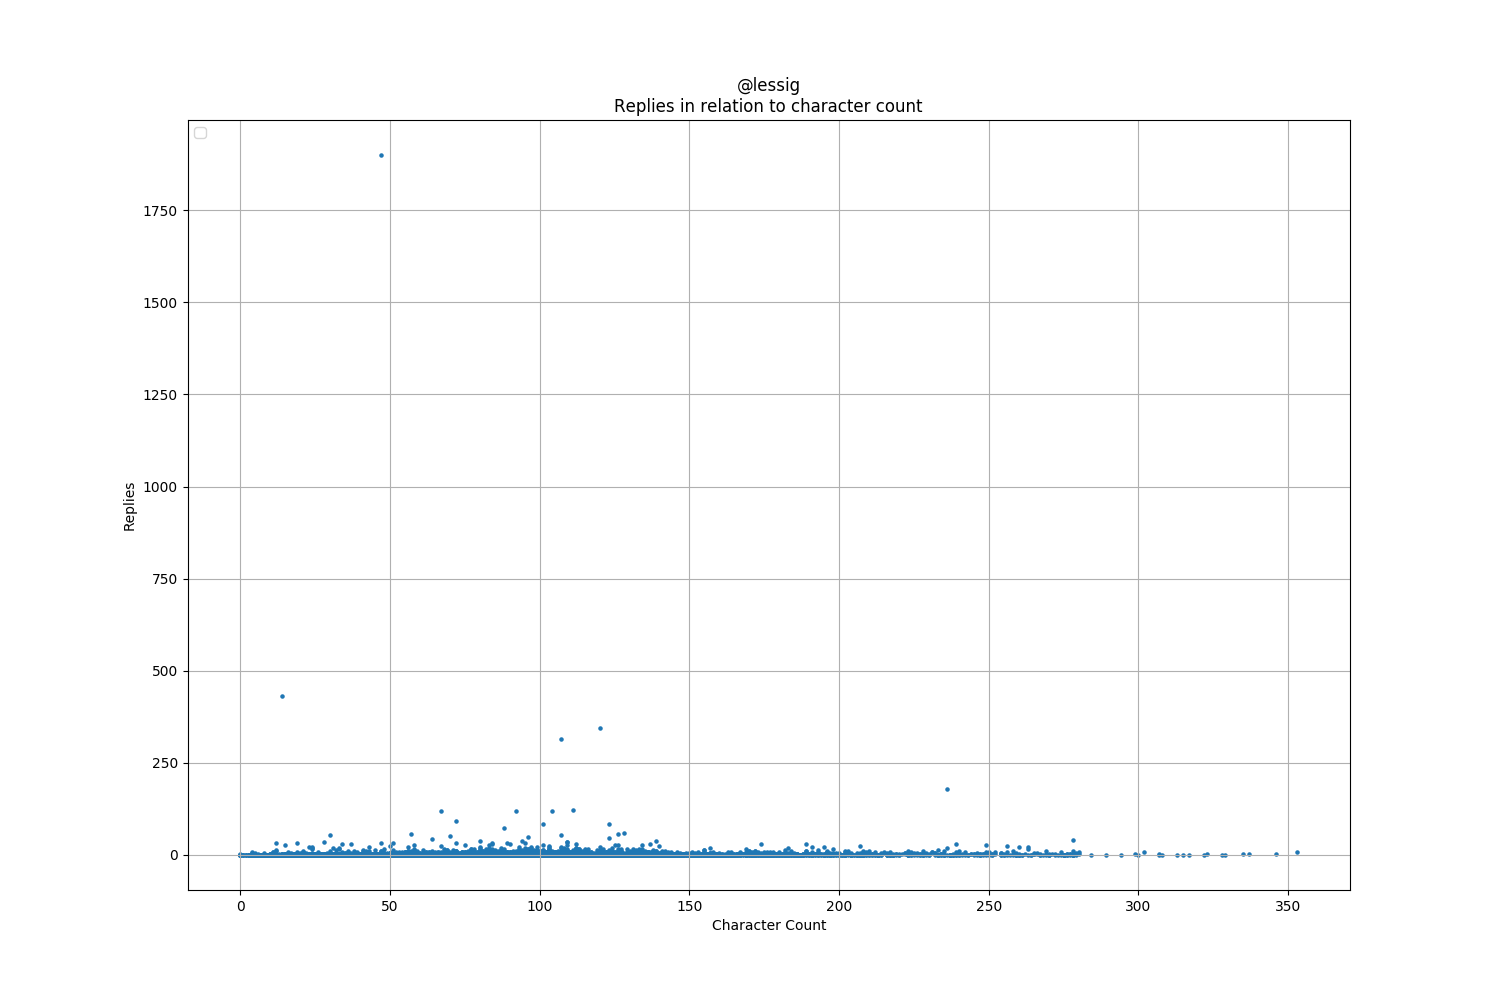 @lessig
Replies in relation to character count
1750
1500
1250
1000
750
500
250
0
Replies
0 50 100 150 200 250 300 350
Character Count